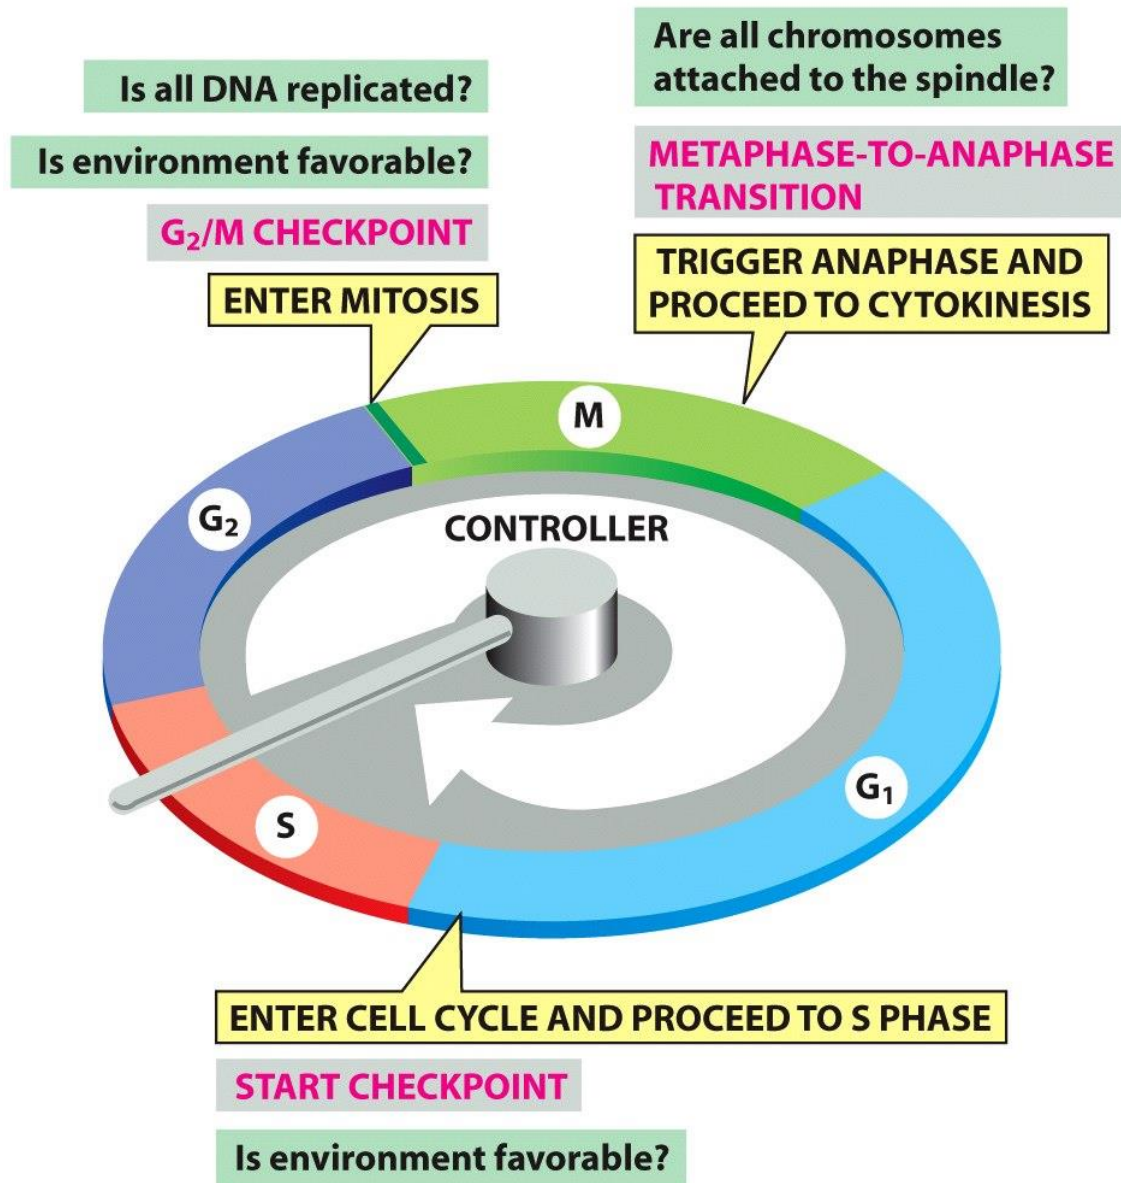 Is all DNA replicated?
Is environment favorable?
G₂/M CHECKPOINT
ENTER MITOSIS
Are all chromosomes
attached to the spindle?
METAPHASE-TO-ANAPHASE
TRANSITION
TRIGGER ANAPHASE AND
PROCEED TO CYTOKINESIS
M
G₂
CONTROLLER
G₁
S
ENTER CELL CYCLE AND PROCEED TO S PHASE
START CHECKPOINT
Is environment favorable?